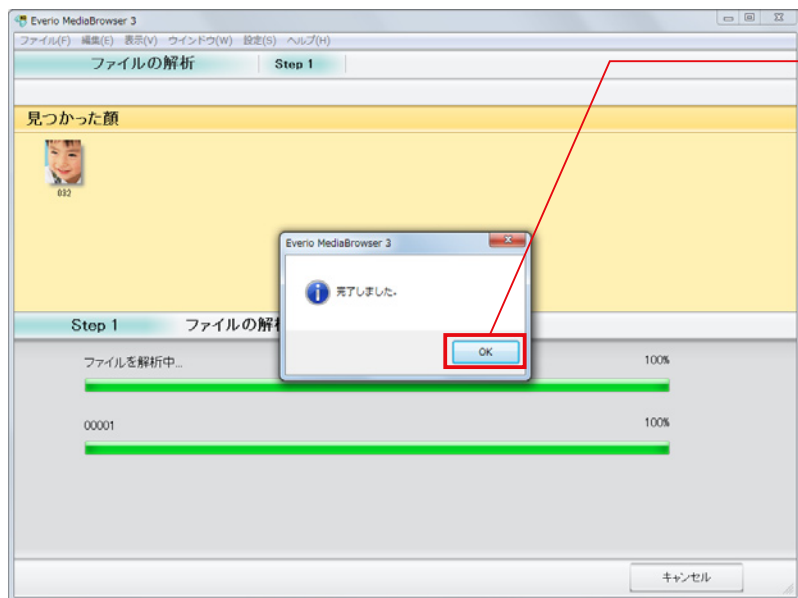 Everio MediaBrowser 3
ファイル(F) 編集(E) 表示(V) ウインドウ(W) 設定(S) ヘルプ(H)
ファイルの解析 Step 1
見つかった顔
032
Everio MediaBrowser 3
完了しました。
OK
Step 1 ファイルの解析
ファイルを解析中... 100%
00001 100%
キャンセル